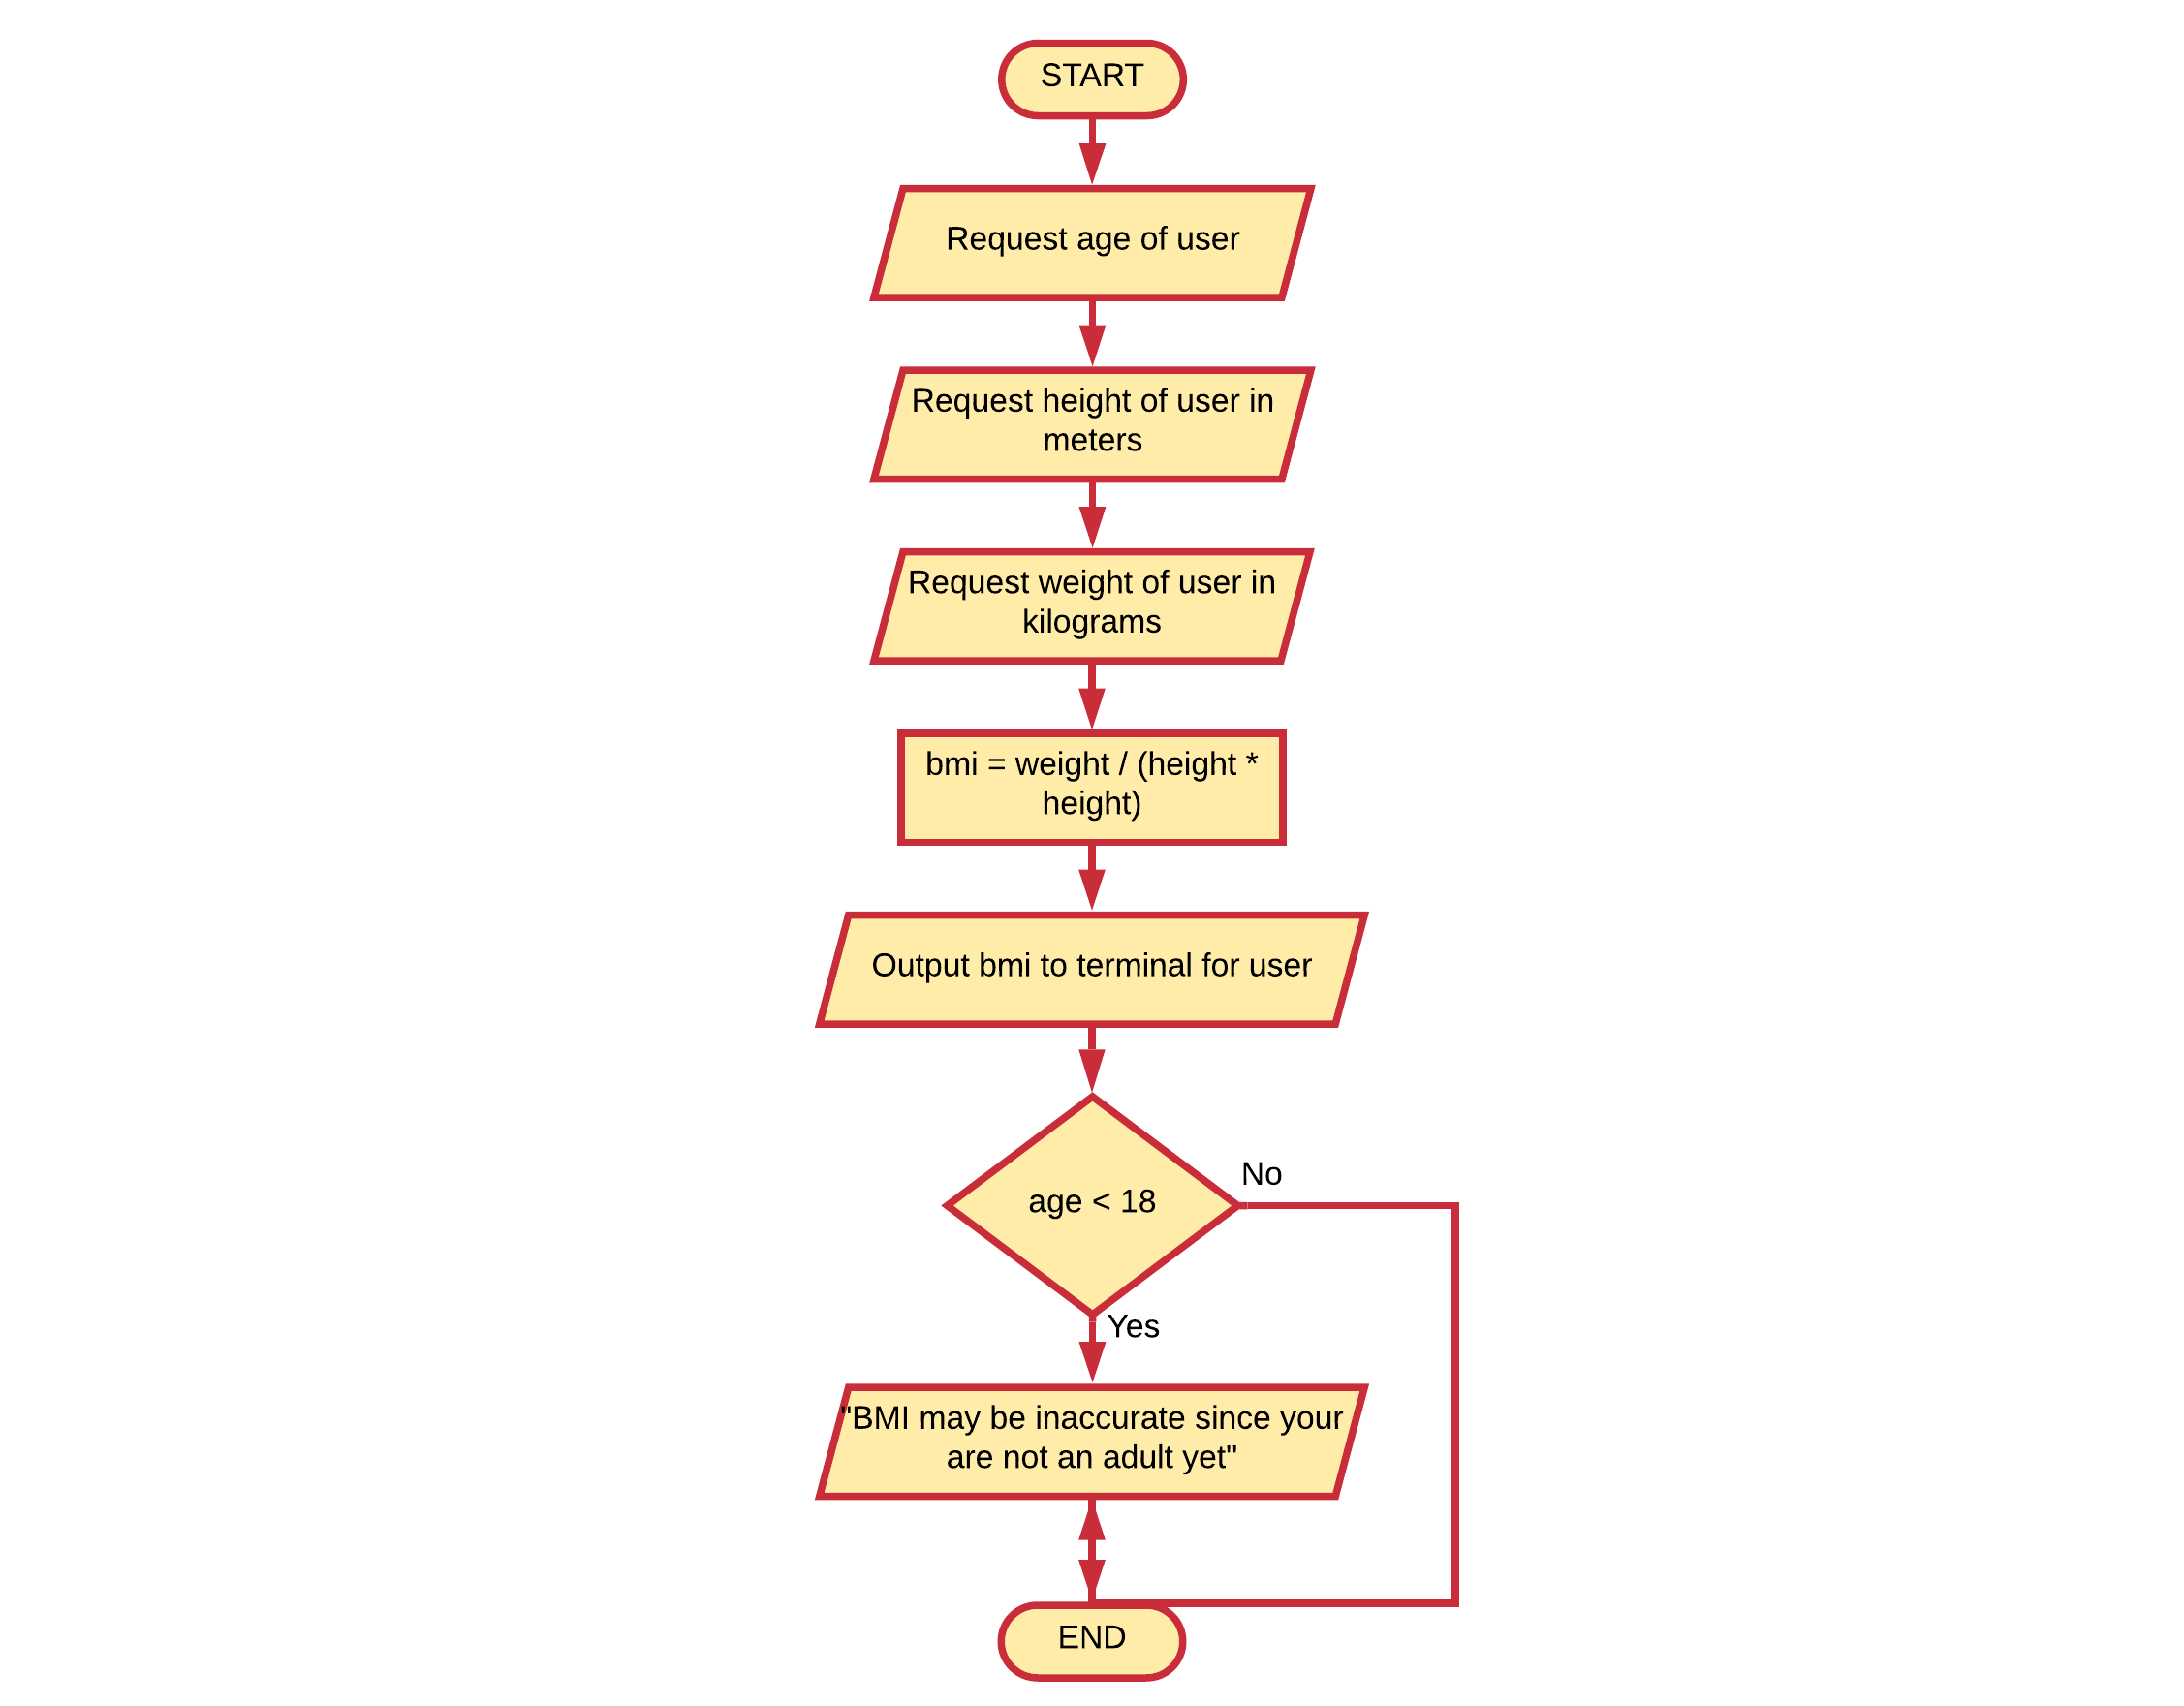 START
Request age of user
Request height of user in
meters
Request weight of user in
kilograms
bmi = weight / (height *
height)
Output bmi to terminal for user
age < 18
No
Yes
"BMI may be inaccurate since your
are not an adult yet"
END